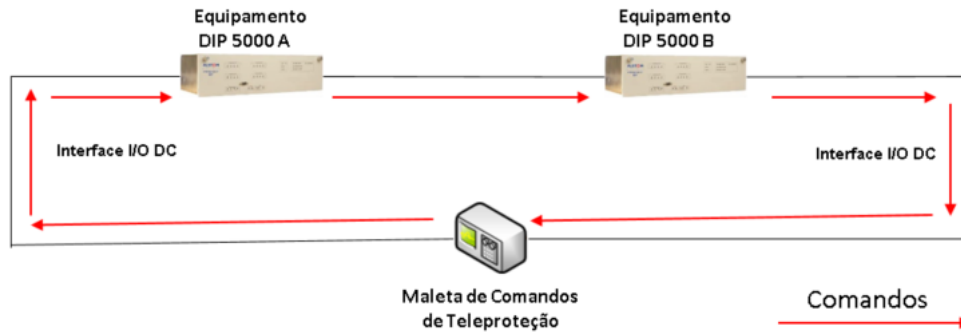 Equipamento
DIP 5000 A
Equipamento
DIP 5000 B
Interface I/O DC
Interface I/O DC
Maleta de Comandos
de Teleproteção
Comandos